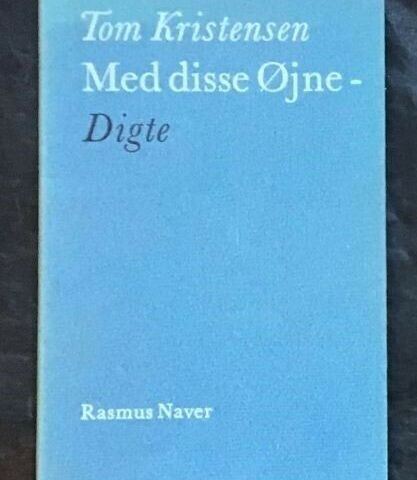 Tom Kristensen
Med disse Øjne -
Digte
Rasmus Naver